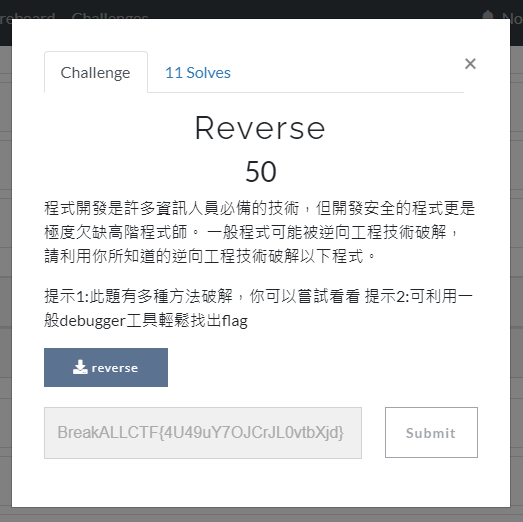 Challenges
Challenge
11 Solves
×
Reverse
50
程式開發是許多資訊人員必備的技術，但開發安全的程式更是
極度欠缺高階程式師。 一般程式可能被逆向工程技術破解，
請利用你所知道的逆向工程技術破解以下程式。
提示1:此題有多種方法破解，你可以嘗試看看 提示2:可利用一
般debugger工具輕鬆找出flag
reverse
BreakALLCTF{4U49uY7OJCrJL0vtbXjd}
Submit